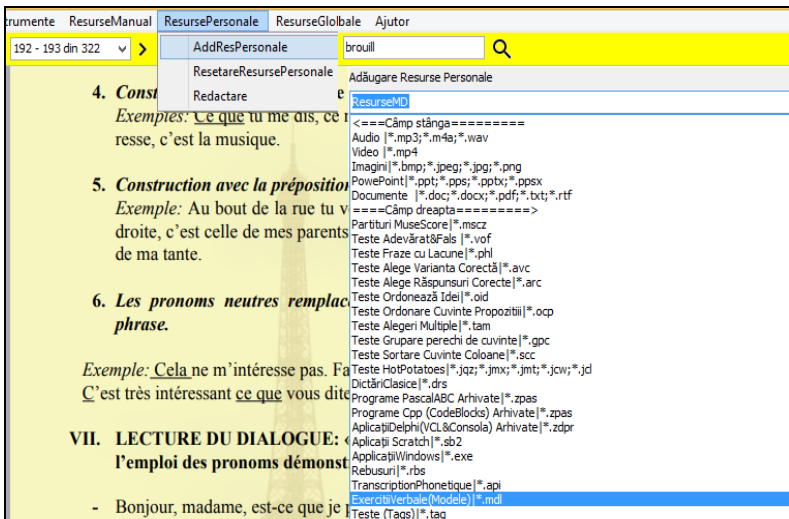 trumente ResurseManual ResursePersonale ResurseGlolbale Ajutor
192 - 193 din 322
AddResPersonale
brouill
ResetareResursePersonale
Redactare
Adăugare Resurse Personale
ResurseMD
<===Câmp stânga=========
Audio |*.mp3;*.m4a;*.wav
Video |*.mp4
Imagini|*.bmp;*.jpeg;*.jpg;*.png
PowePoint|*.ppt;*.pps;*.pptx;*.ppsx
Documente |*.doc;*.docx;*.pdf;*.txt;*.rtf
====Câmp dreapta=========>
Partituri MuseScore|*.mscz
Teste Adevărat&Fals |*.vof
Teste Fraze cu Lacune|*.phl
Teste Alege Varianta Corectă|*.avc
Teste Alege Răspunsuri Corecte|*.arc
Teste Ordonează Idei|*.oid
Teste Ordonare Cuvinte Propozitii|*.ocp
Teste Alegeri Multiple|*.tam
Teste Grupare perechi de cuvinte|*.gpc
Teste Sortare Cuvinte Coloane|*.scc
Teste HotPotatoes|*.jqz;*.jmx;*.jmt;*.jcw;*.jcl
DictăriClasice|*.drs
Programe PascalABC Arhivate|*.zpas
Programe Cpp (CodeBlocks) Arhivate|*.zpas
AplicațiiDelphi(VCL&Consola) Arhivate|*.zdpr
Aplicații Scratch|*.sb2
ApplicațiiWindows|*.exe
Rebusuri|*.rbs
TranscriptionPhonetique|*.api
ExercitiiVerbale(Modele)|*.mdl
Teste (Tags)|*.tag
4. Const
Exemples: Ce que tu me dis, ce
resse, c’est la musique.
5. Construction avec la préposition
Exemple: Au bout de la rue tu v
droite, c’est celle de mes parents
de ma tante.
6. Les pronoms neutres remplac
phrase.
Exemple: Cela ne m’intéresse pas. Fa
C’est très intéressant ce que vous dite
VII. LECTURE DU DIALOGUE: «
l’emploi des pronoms démonst
- Bonjour, madame, est-ce que je p